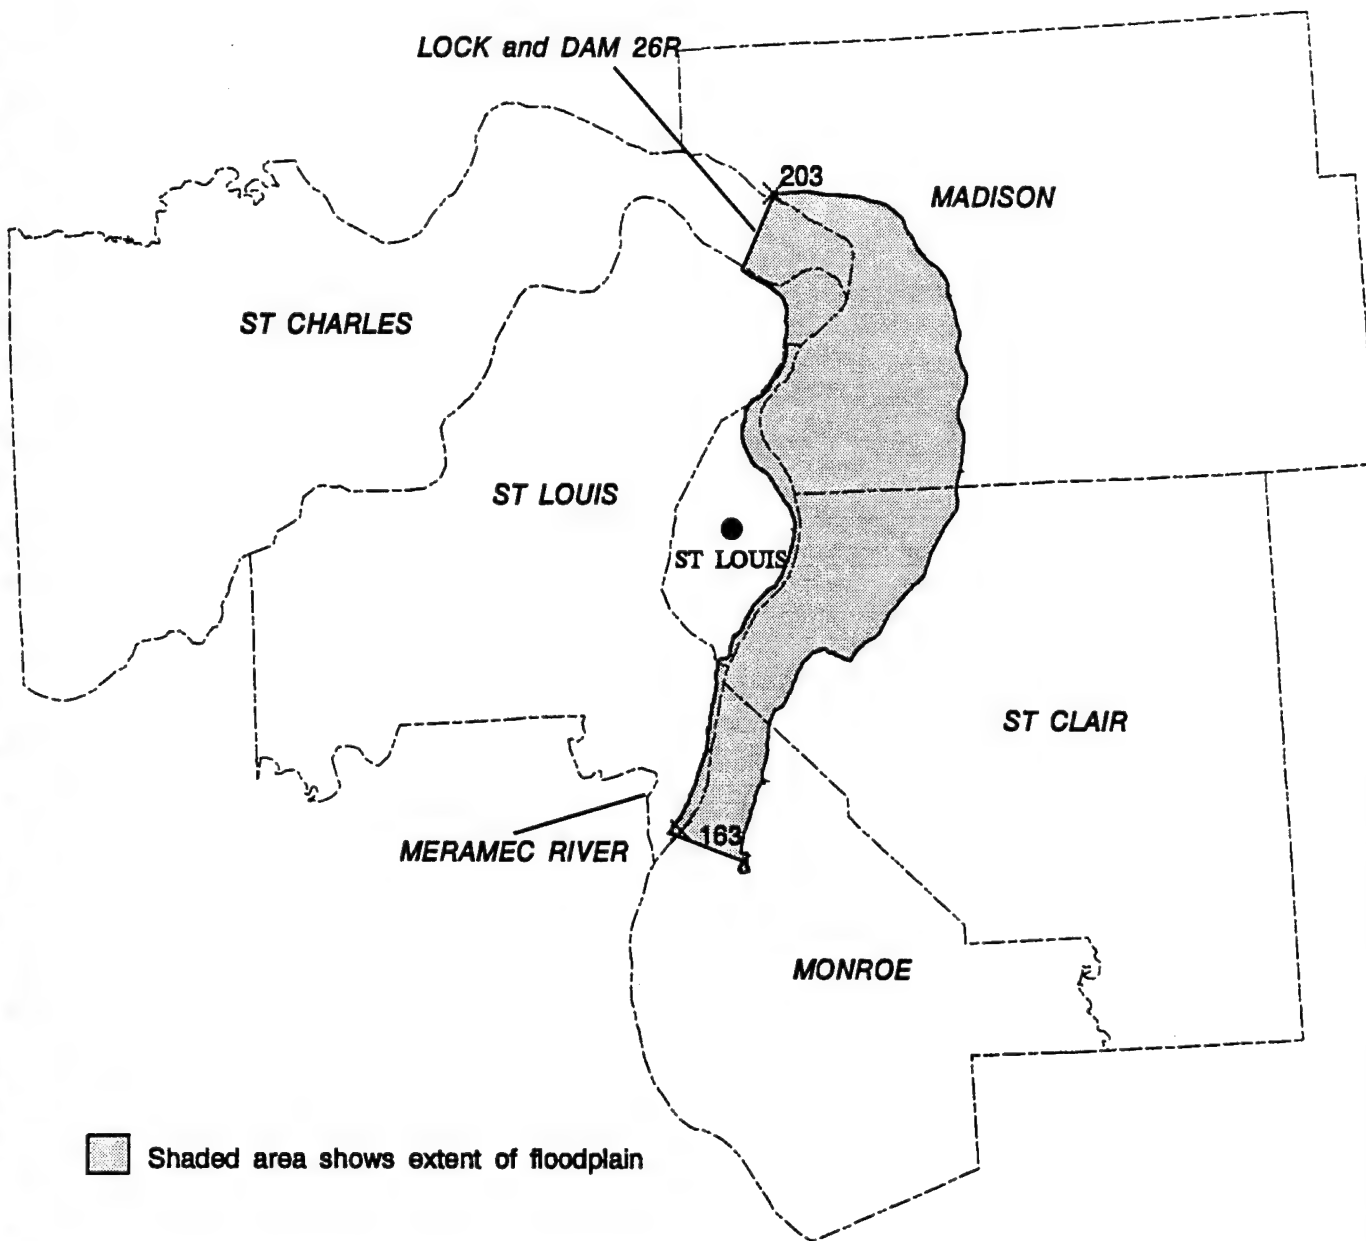 LOCK and DAM 26R
203
MADISON
ST CHARLES
ST LOUIS
ST LOUIS
ST CLAIR
163
MERAMEC RIVER
MONROE
Shaded area shows extent of floodplain